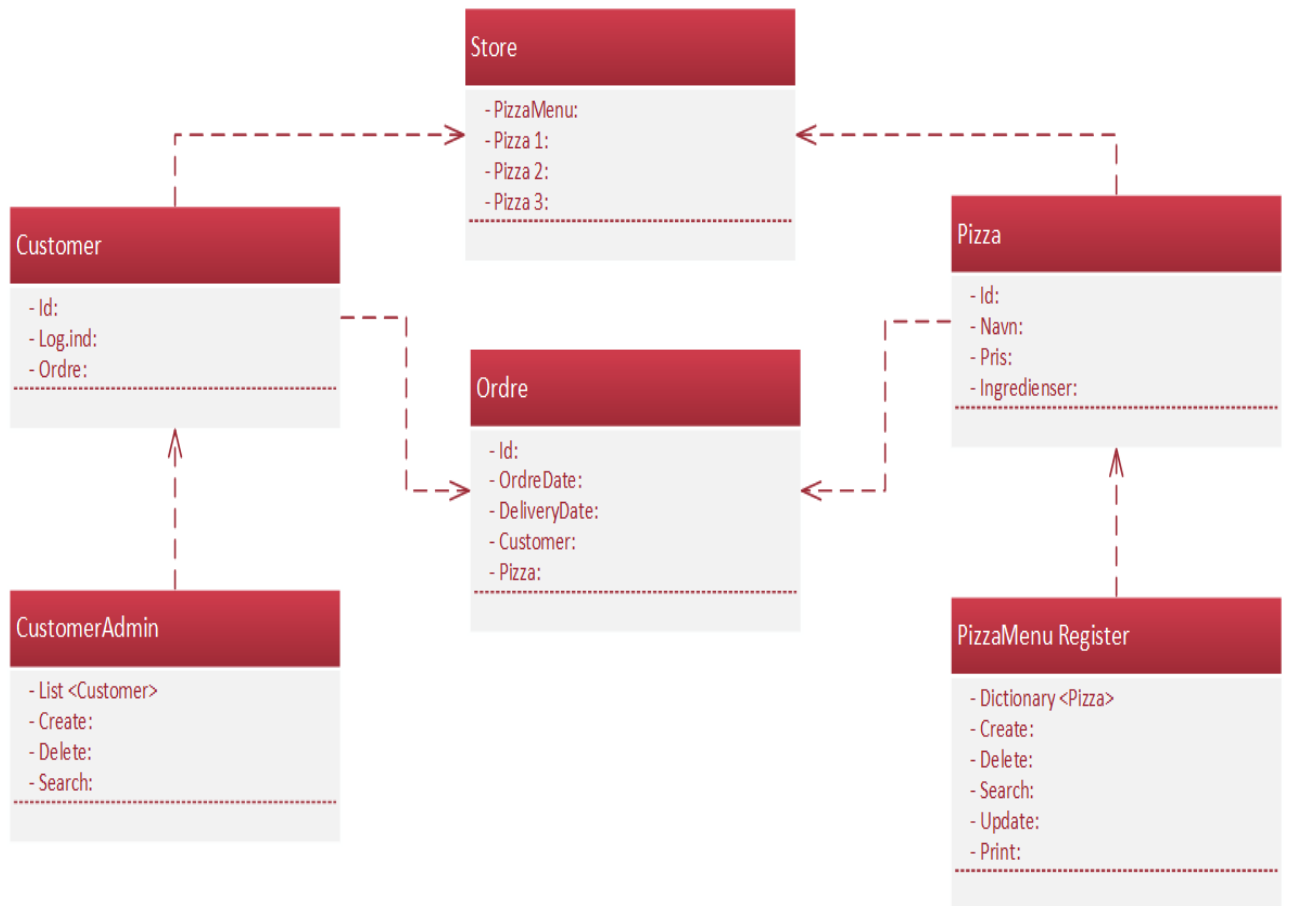 Store
- PizzaMenu:
- Pizza 1:
- Pizza 2:
- Pizza 3:
Customer
- Id:
- Log.ind:
- Ordre:
Pizza
- Id:
- Navn:
- Pris:
- Ingredienser:
Ordre
- Id:
- OrdreDate:
- DeliveryDate:
- Customer:
- Pizza:
CustomerAdmin
- List <Customer>
- Create:
- Delete:
- Search:
PizzaMenu Register
- Dictionary <Pizza>
- Create:
- Delete:
- Search:
- Update:
- Print: